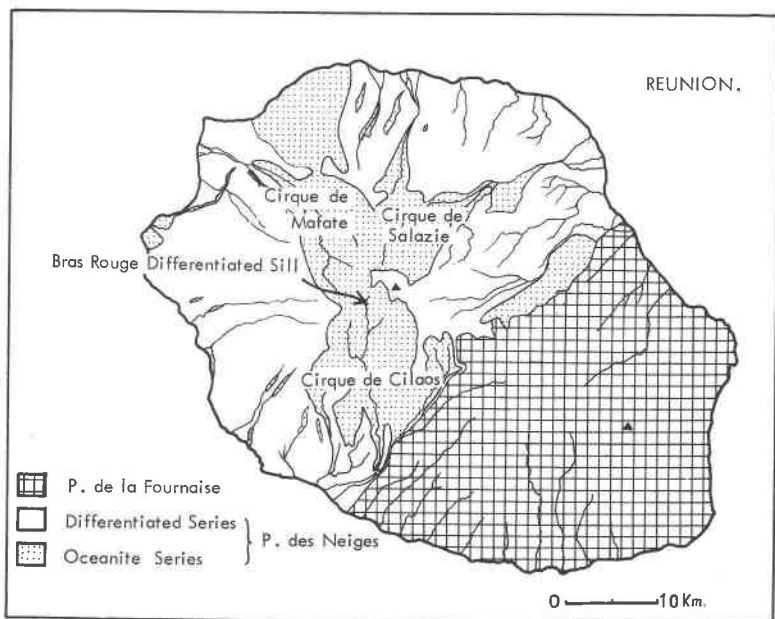 REUNION.
Cirque de
Mafate
Cirque de
Salazie
Bras Rouge Differentiated Sill
Cirque de Cilaos
P. de la Fournaise
Differentiated Series
P. des Neiges
Oceanite Series
0 10 Km.